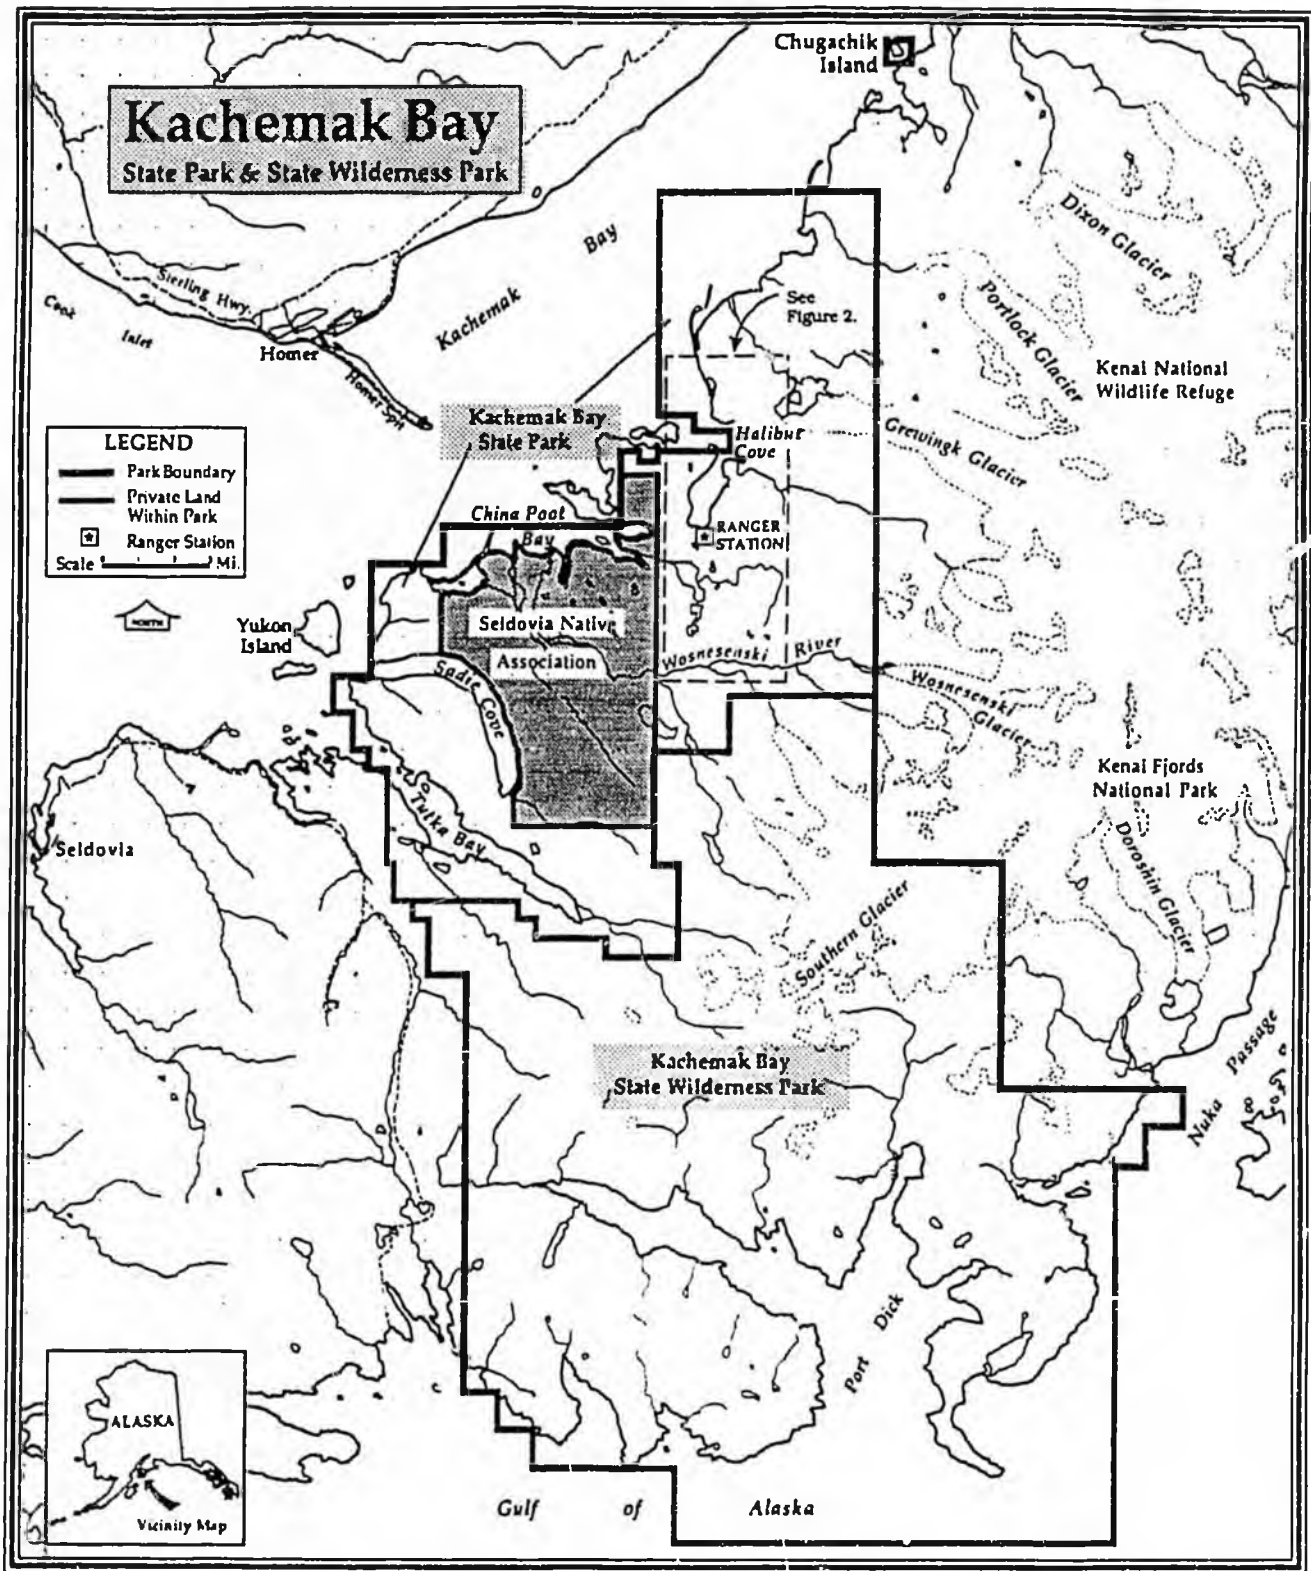 Chugachik
Island
Kachemak Bay
State Park & State Wilderness Park
Dixon Glacier
Kachemak Bay
Sterling Hwy.
Cook Inlet
Homer
Homer Spit
See
Figure 2.
Portlock Glacier
Kenai National
Wildlife Refuge
Kachemak Bay
State Park
Halibut
Cove
Grewingk Glacier
LEGEND
Park Boundary
Private Land
Within Park
Ranger Station
Scale Mi.
NORTH
China Poot
Bay
RANGER
STATION
Yukon
Island
Seldovia Native
Association
Wosnesenski River
Sadie Cove
Wosnesenski
Glacier
Kenai Fjords
National Park
Tutka Bay
Seldovia
Doroshin Glacier
Southern Glacier
Kachemak Bay
State Wilderness Park
Nuka Passage
Port Dick
ALASKA
Vicinity Map
Gulf of Alaska